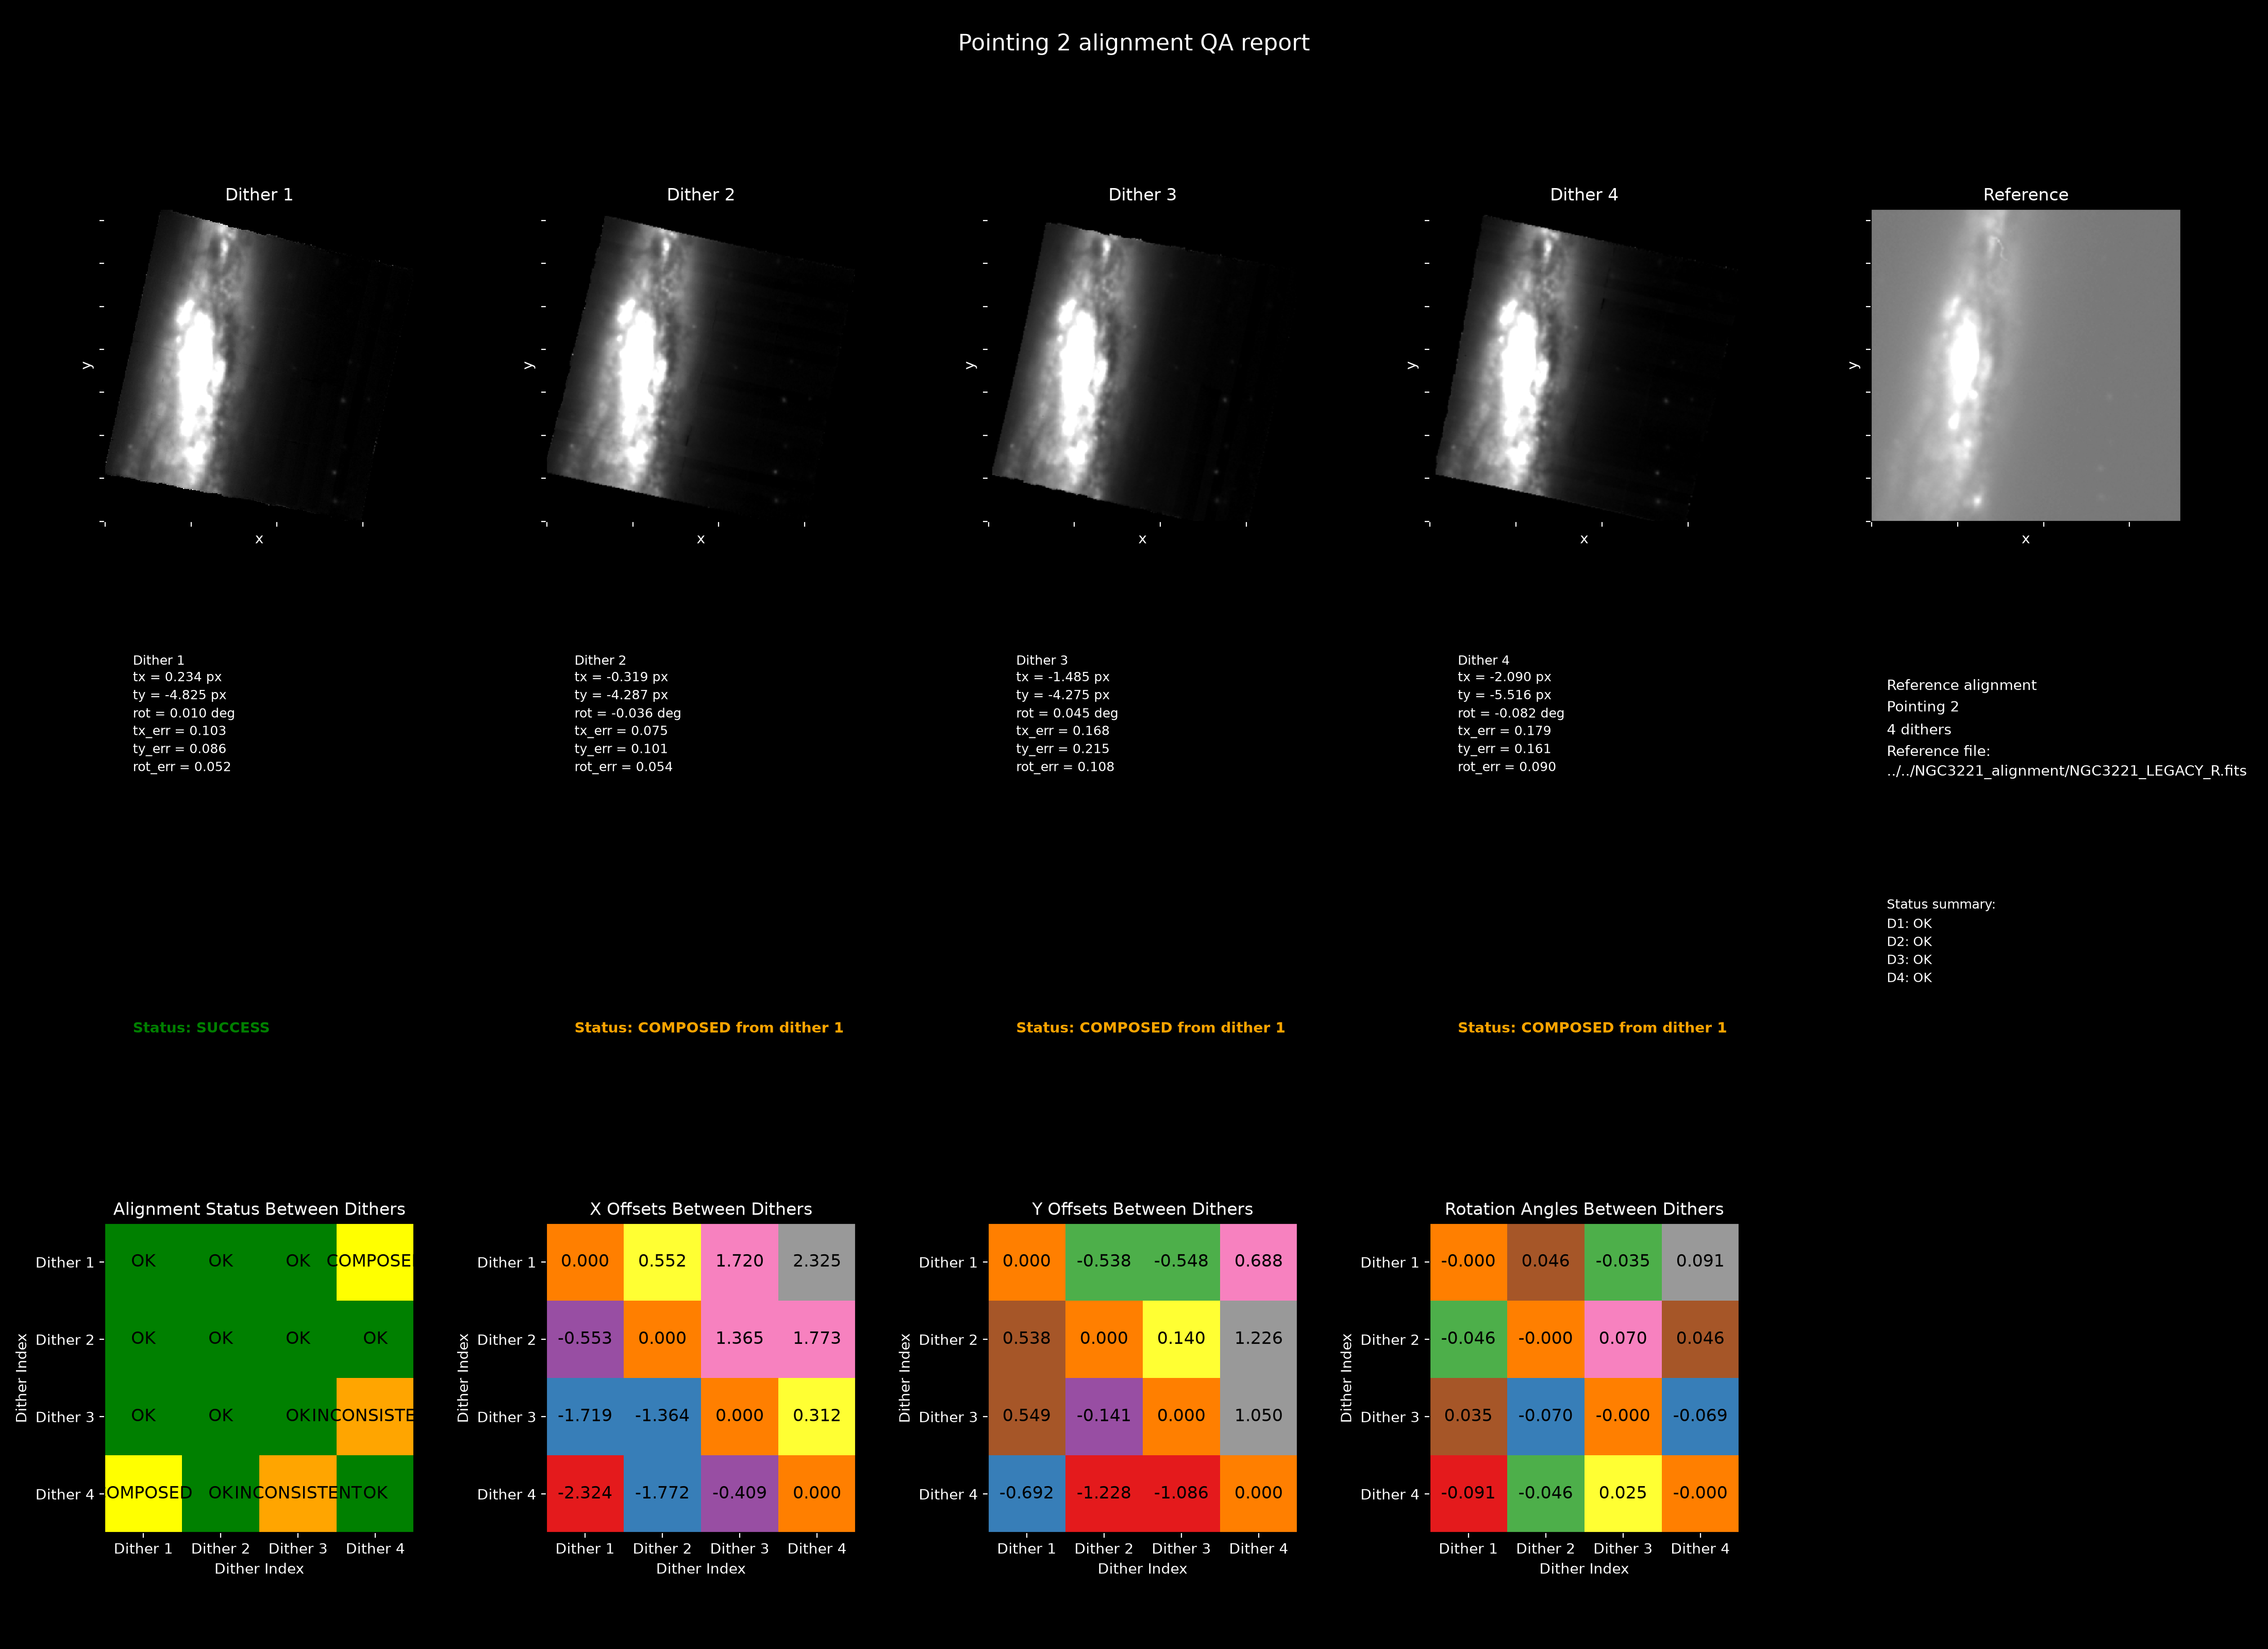 Pointing 2 alignment QA report
Dither 1
Dither 2
Dither 3
Dither 4
Reference
y
y
y
y
y
x
x
x
x
x
Dither 1
tx = 0.234 px
ty = -4.825 px
rot = 0.010 deg
tx_err = 0.103
ty_err = 0.086
rot_err = 0.052
Dither 2
tx = -0.319 px
ty = -4.287 px
rot = -0.036 deg
tx_err = 0.075
ty_err = 0.101
rot_err = 0.054
Dither 3
tx = -1.485 px
ty = -4.275 px
rot = 0.045 deg
tx_err = 0.168
ty_err = 0.215
rot_err = 0.108
Dither 4
tx = -2.090 px
ty = -5.516 px
rot = -0.082 deg
tx_err = 0.179
ty_err = 0.161
rot_err = 0.090
Reference alignment
Pointing 2
4 dithers
Reference file:
../../NGC3221_alignment/NGC3221_LEGACY_R.fits
Status summary:
D1: OK
D2: OK
D3: OK
D4: OK
Status: SUCCESS
Status: COMPOSED from dither 1
Status: COMPOSED from dither 1
Status: COMPOSED from dither 1
Alignment Status Between Dithers
Dither Index
Dither 1 OK OK OK COMPOSE
Dither 2 OK OK OK OK
Dither 3 OK OK OK INCONSISTE
Dither 4 OMPOSED OK INCONSISTENT OK
Dither 1 Dither 2 Dither 3 Dither 4
Dither Index
X Offsets Between Dithers
Dither Index
Dither 1 0.000 0.552 1.720 2.325
Dither 2 -0.553 0.000 1.365 1.773
Dither 3 -1.719 -1.364 0.000 0.312
Dither 4 -2.324 -1.772 -0.409 0.000
Dither 1 Dither 2 Dither 3 Dither 4
Dither Index
Y Offsets Between Dithers
Dither Index
Dither 1 0.000 -0.538 -0.548 0.688
Dither 2 0.538 0.000 0.140 1.226
Dither 3 0.549 -0.141 0.000 1.050
Dither 4 -0.692 -1.228 -1.086 0.000
Dither 1 Dither 2 Dither 3 Dither 4
Dither Index
Rotation Angles Between Dithers
Dither Index
Dither 1 -0.000 0.046 -0.035 0.091
Dither 2 -0.046 -0.000 0.070 0.046
Dither 3 0.035 -0.070 -0.000 -0.069
Dither 4 -0.091 -0.046 0.025 -0.000
Dither 1 Dither 2 Dither 3 Dither 4
Dither Index